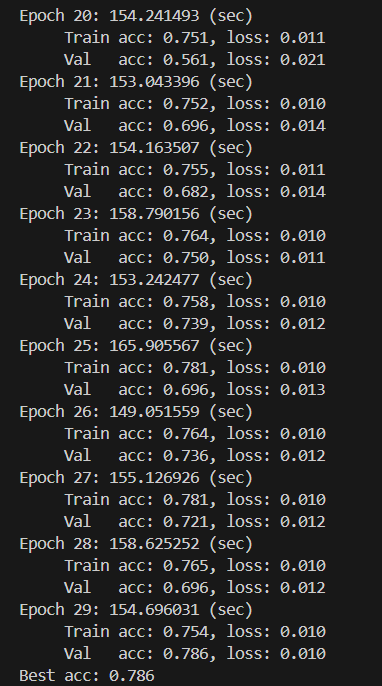 Epoch 20: 154.241493 (sec)
Train acc: 0.751, loss: 0.011
Val   acc: 0.561, loss: 0.021
Epoch 21: 153.043396 (sec)
Train acc: 0.752, loss: 0.010
Val   acc: 0.696, loss: 0.014
Epoch 22: 154.163507 (sec)
Train acc: 0.755, loss: 0.011
Val   acc: 0.682, loss: 0.014
Epoch 23: 158.790156 (sec)
Train acc: 0.764, loss: 0.010
Val   acc: 0.750, loss: 0.011
Epoch 24: 153.242477 (sec)
Train acc: 0.758, loss: 0.010
Val   acc: 0.739, loss: 0.012
Epoch 25: 165.905567 (sec)
Train acc: 0.781, loss: 0.010
Val   acc: 0.696, loss: 0.013
Epoch 26: 149.051559 (sec)
Train acc: 0.764, loss: 0.010
Val   acc: 0.736, loss: 0.012
Epoch 27: 155.126926 (sec)
Train acc: 0.781, loss: 0.010
Val   acc: 0.721, loss: 0.012
Epoch 28: 158.625252 (sec)
Train acc: 0.765, loss: 0.010
Val   acc: 0.696, loss: 0.012
Epoch 29: 154.696031 (sec)
Train acc: 0.754, loss: 0.010
Val   acc: 0.786, loss: 0.010
Best acc: 0.786